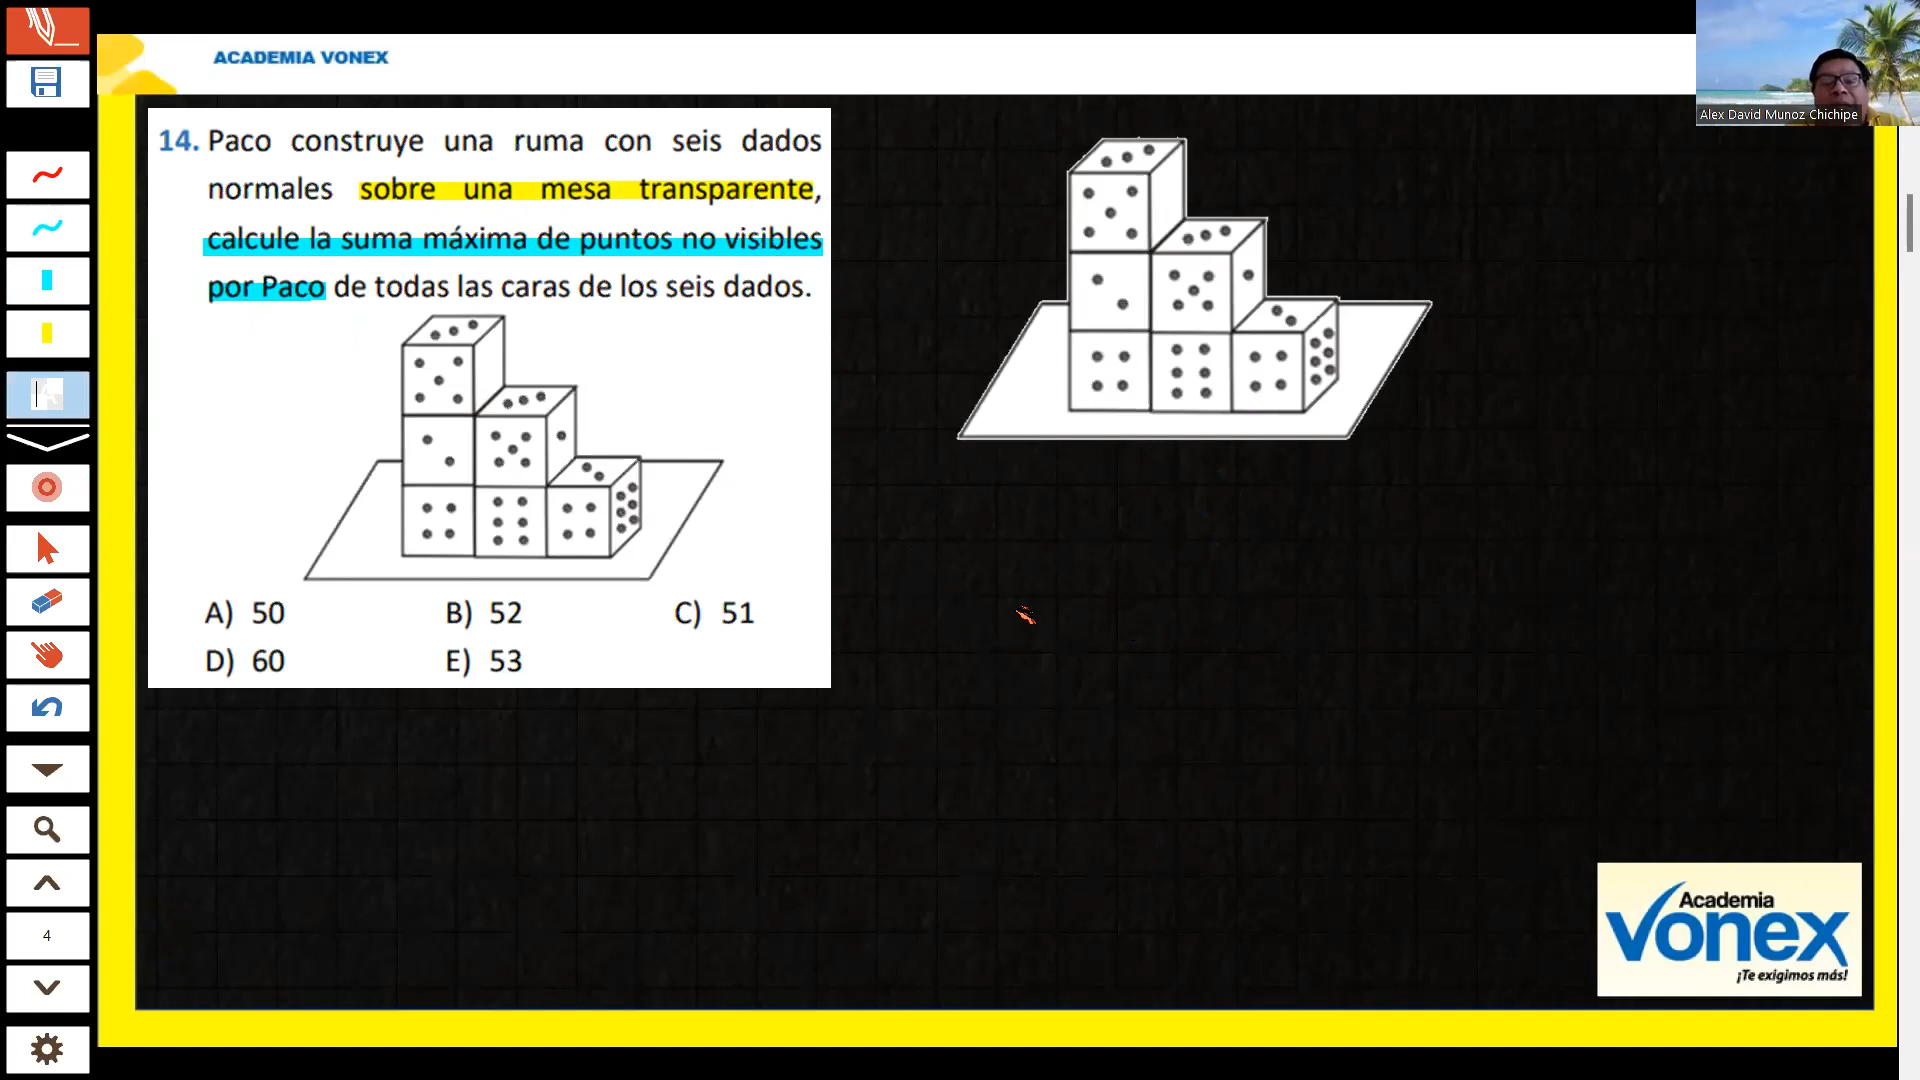 ACADEMIA VONEX
Alex David Munoz Chichipe
14. Paco construye una ruma con seis dados
normales sobre una mesa transparente,
calcule la suma máxima de puntos no visibles
por Paco de todas las caras de los seis dados.
A) 50 B) 52 C) 51
D) 60 E) 53
4
Academia
vonex
¡Te exigimos más!